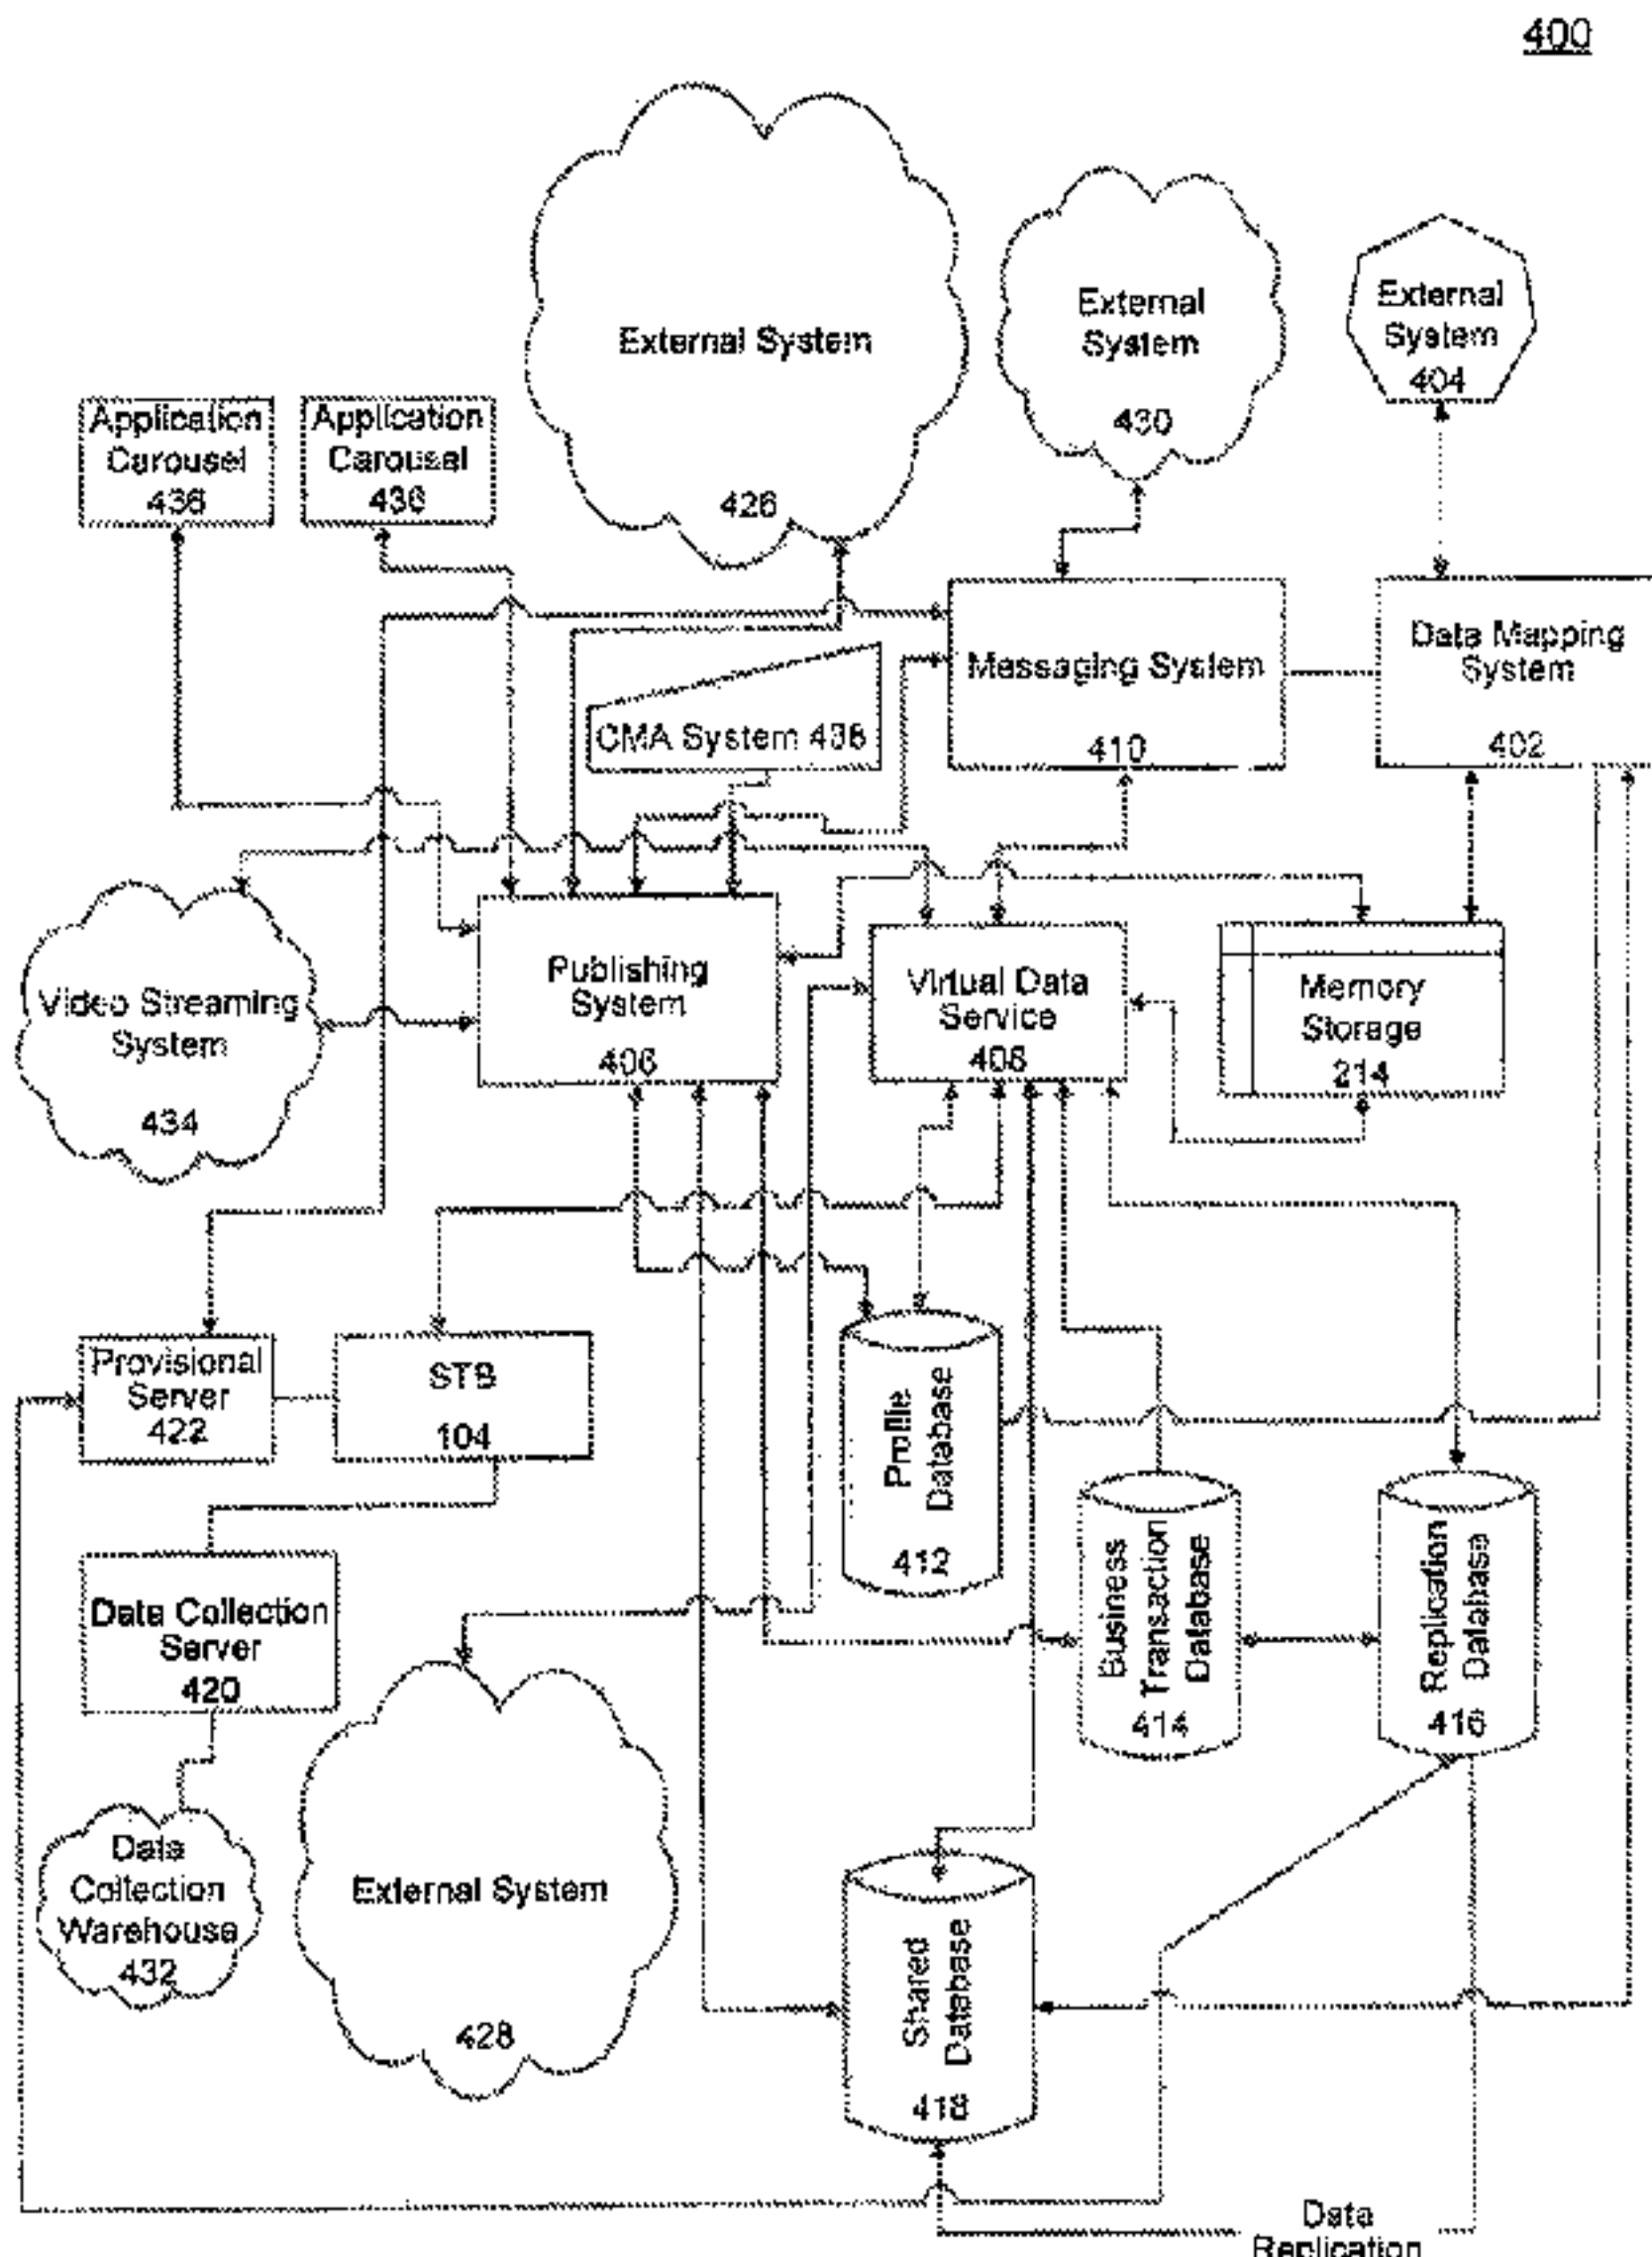 400
External System
426
External
System
430
External
System
404
Application
Carousel
436
Application
Carousel
436
Messaging System
410
Data Mapping
System
402
CMA System 438
Publishing
System
406
Virtual Data
Service
408
Memory
Storage
214
Video Streaming
System
434
Provisional
Server
422
STB
104
Profile
Database
412
Business
Transaction
Database
414
Replication
Database
416
Data Collection
Server
420
Data
Collection
Warehouse
432
External System
428
Shared
Database
418
Data
Replication